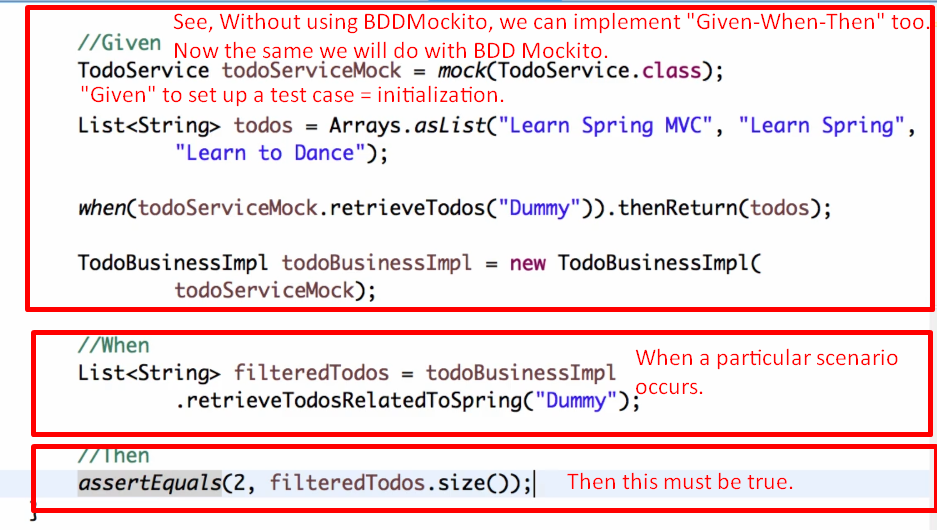 See, Without using BDDMockito, we can implement "Given-When-Then" too.
//Given
Now the same we will do with BDD Mockito.
TodoService todoServiceMock = mock(TodoService.class);
"Given" to set up a test case = initialization.
List<String> todos = Arrays.asList("Learn Spring MVC", "Learn Spring",
"Learn to Dance");
when(todoServiceMock.retrieveTodos("Dummy")).thenReturn(todos);
TodoBusinessImpl todoBusinessImpl = new TodoBusinessImpl(
todoServiceMock);
//When
When a particular scenario
List<String> filteredTodos = todoBusinessImpl
occurs.
.retrieveTodosRelatedToSpring("Dummy");
//Then
assertEquals(2, filteredTodos.size());
Then this must be true.
}